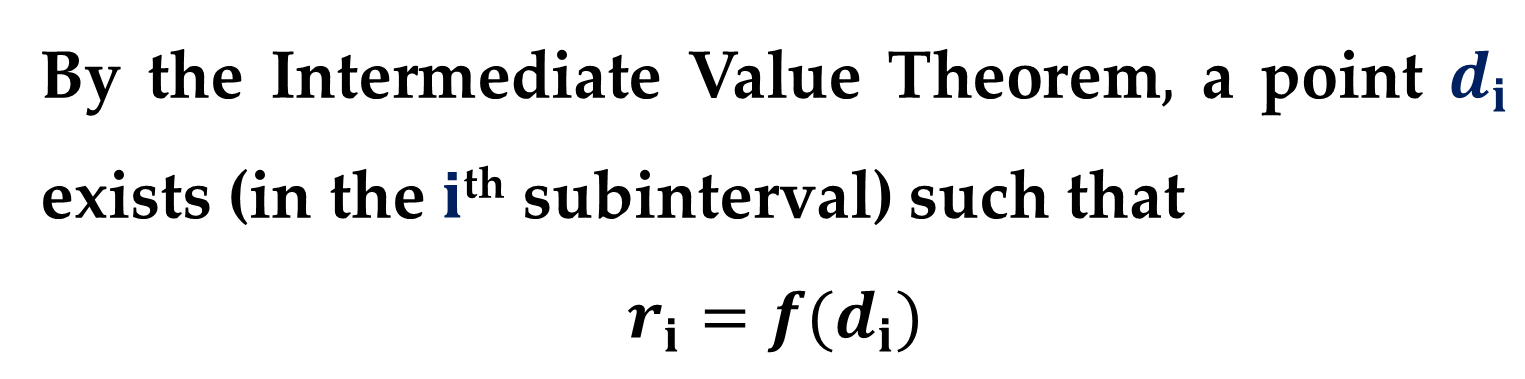 By the Intermediate Value Theorem, a point dᵢ
exists (in the iᵗʰ subinterval) such that
rᵢ = f(dᵢ)